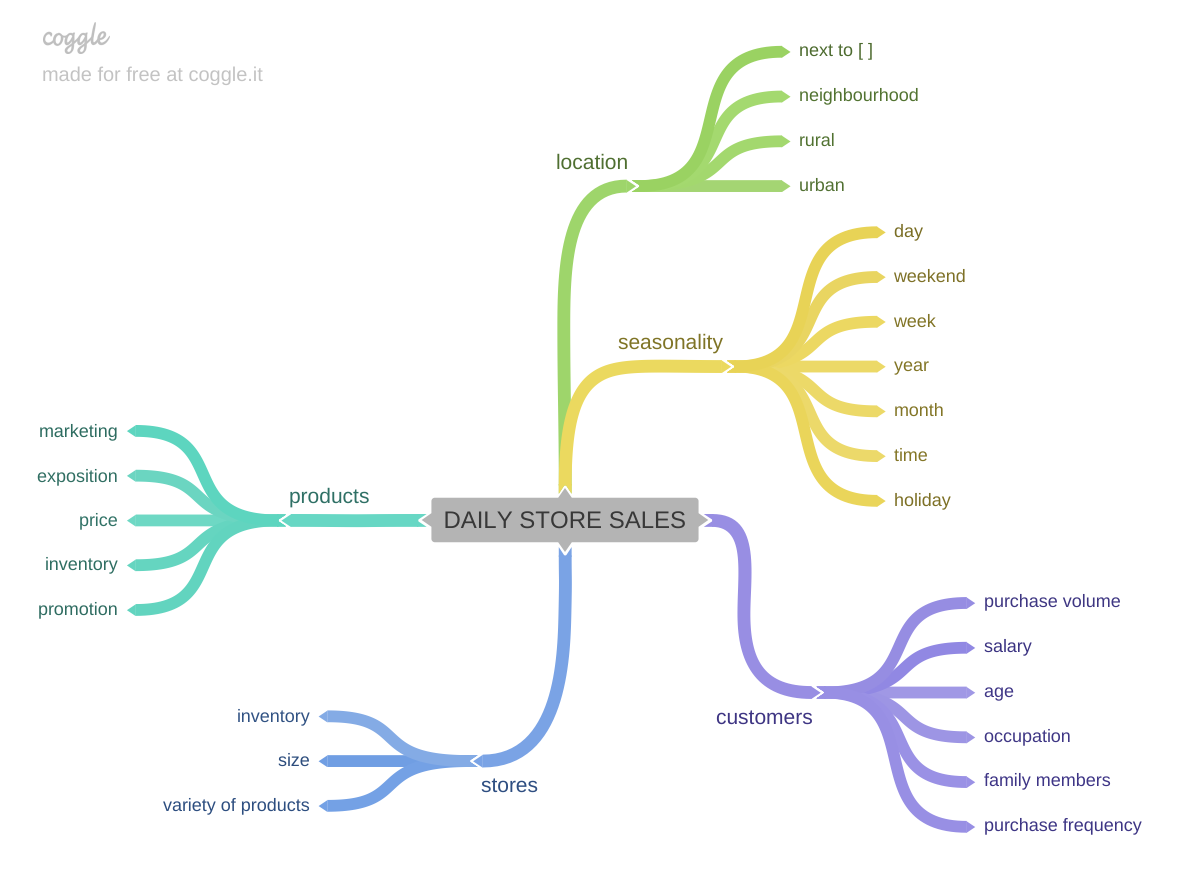 coggle
made for free at coggle.it
location
next to [ ]
neighbourhood
rural
urban
seasonality
day
weekend
week
year
month
time
holiday
products
marketing
exposition
price
inventory
promotion
DAILY STORE SALES
customers
purchase volume
salary
age
occupation
family members
purchase frequency
stores
inventory
size
variety of products